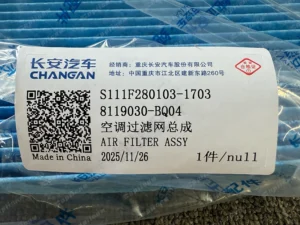 长安汽车
CHANGAN
厂商：重庆长安汽车股份有限公司
地址：中国重庆市江北区建新东路260号
S111F280103-1703
8119030-BQ04
空调过滤网总成
AIR FILTER ASSY
2025/11/26
1件/null
Made in China